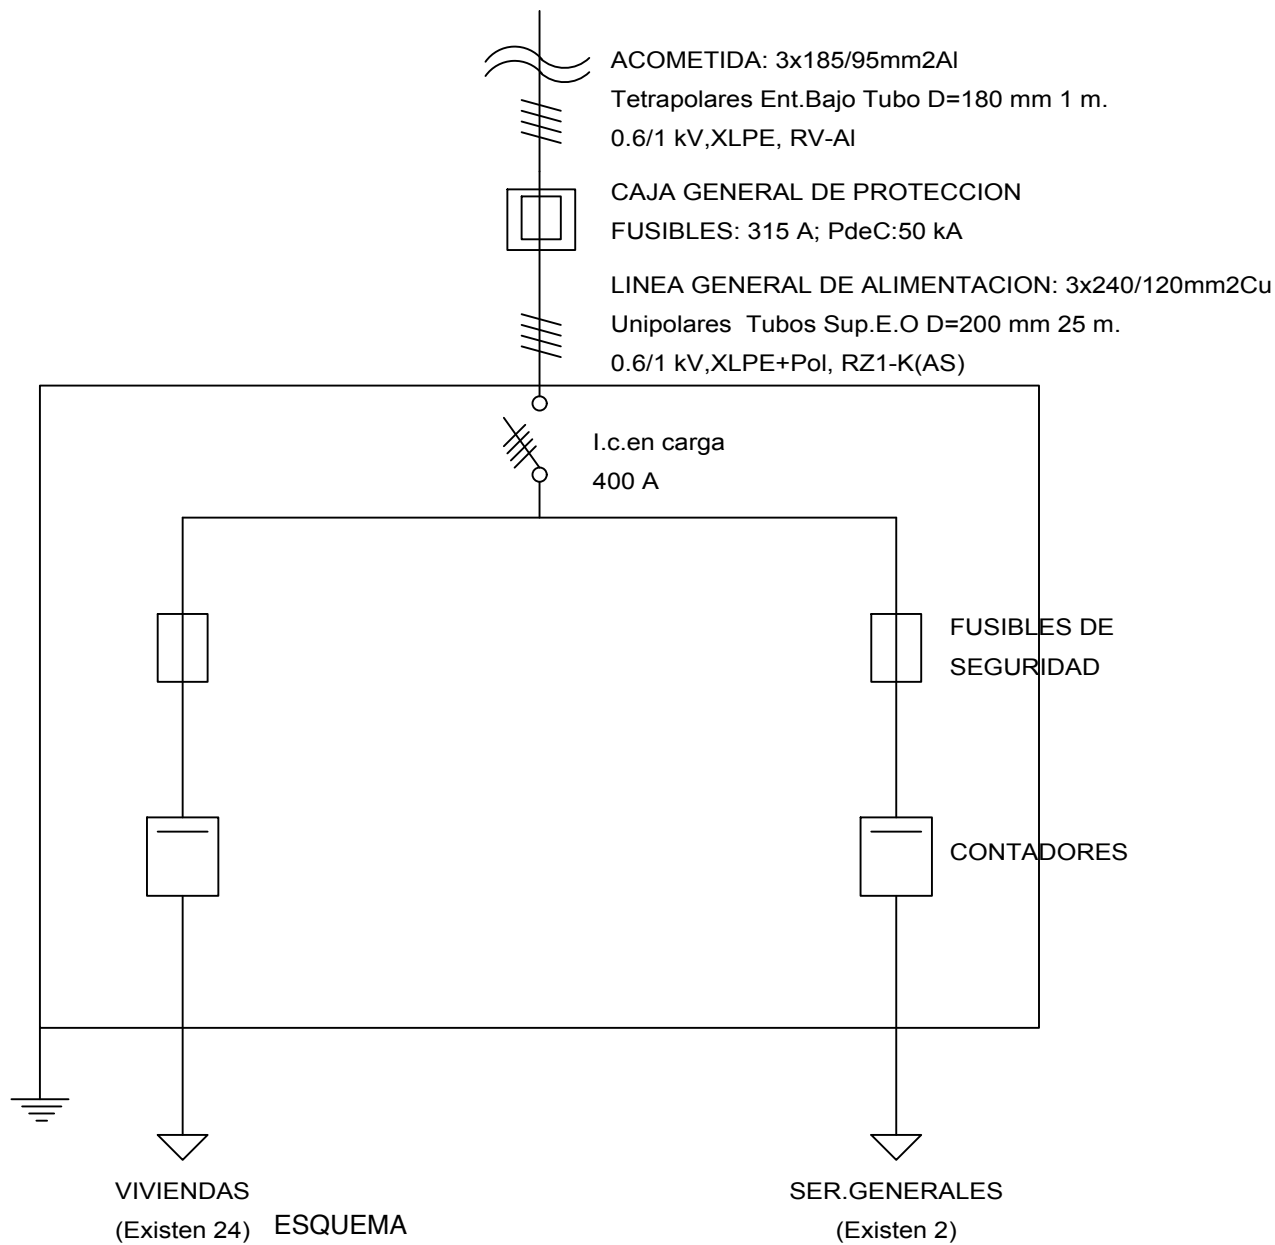 ACOMETIDA: 3x185/95mm2Al
Tetrapolares Ent.Bajo Tubo D=180 mm 1 m.
0.6/1 kV,XLPE, RV-Al
CAJA GENERAL DE PROTECCION
FUSIBLES: 315 A; PdeC:50 kA
LINEA GENERAL DE ALIMENTACION: 3x240/120mm2Cu
Unipolares  Tubos Sup.E.O D=200 mm 25 m.
0.6/1 kV,XLPE+Pol, RZ1-K(AS)
I.c.en carga
400 A
FUSIBLES DE
SEGURIDAD
CONTADORES
VIVIENDAS
(Existen 24)
ESQUEMA
SER.GENERALES
(Existen 2)